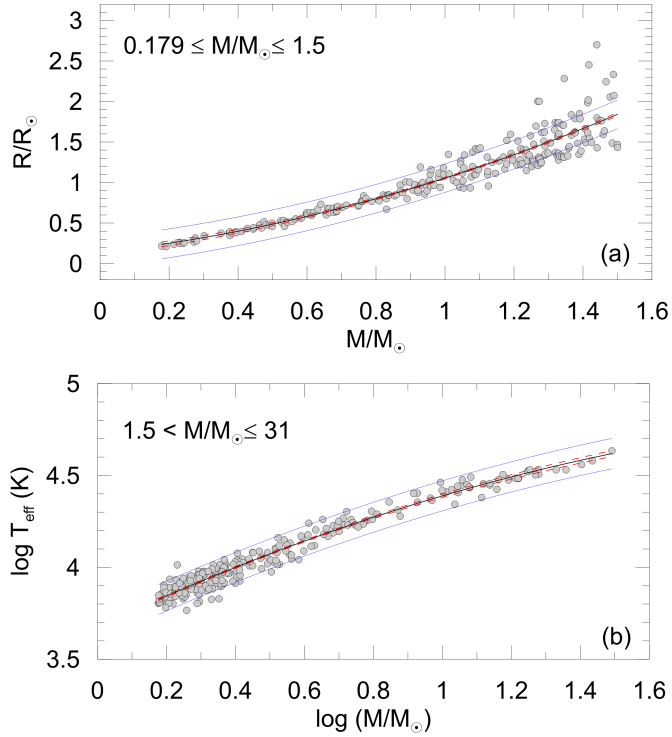 3
2.5
2
1.5
1
0.5
0
R/R☉
0.179 ≤ M/M☉ ≤ 1.5
(a)
0 0.2 0.4 0.6 0.8 1 1.2 1.4 1.6
M/M☉
5
4.5
4
3.5
log Teff (K)
1.5 < M/M☉ ≤ 31
(b)
0 0.2 0.4 0.6 0.8 1 1.2 1.4 1.6
log (M/M☉)